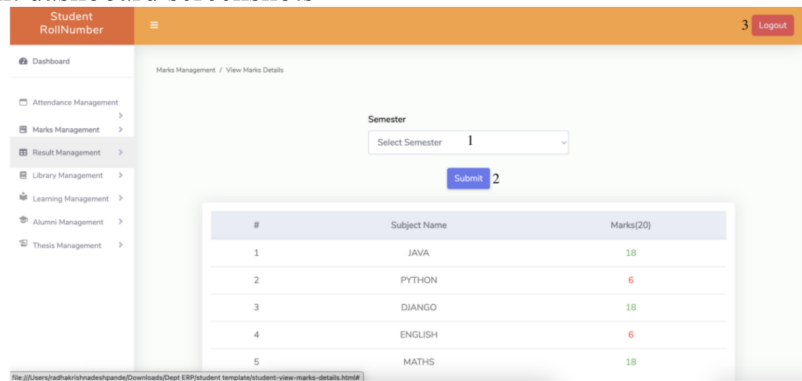 Student
RollNumber
3 Logout
Dashboard
Marks Management / View Marks Details
Attendance Management
Marks Management
Result Management
Library Management
Learning Management
Alumni Management
Thesis Management
Semester
Select Semester 1
Submit 2
# Subject Name Marks(20)
1 JAVA 18
2 PYTHON 6
3 DJANGO 18
4 ENGLISH 6
5 MATHS 18
file:///Users/radhakrishnadeshpande/Downloads/Dept ERP/student template/student-view-marks-details.html#